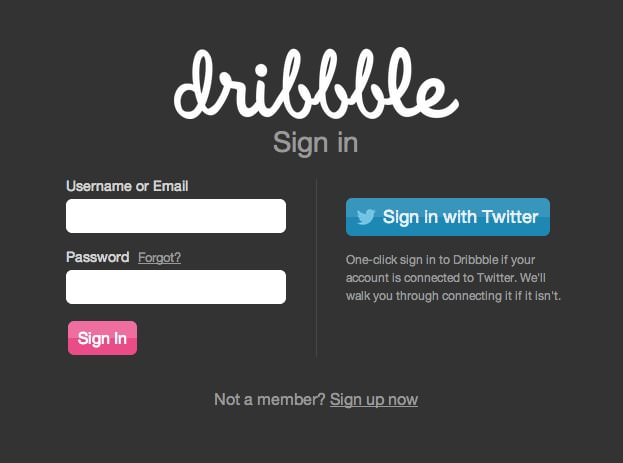 dribbble
Sign in
Username or Email
Password Forgot?
Sign In
Sign in with Twitter
One-click sign in to Dribbble if your
account is connected to Twitter. We'll
walk you through connecting it if it isn't.
Not a member? Sign up now